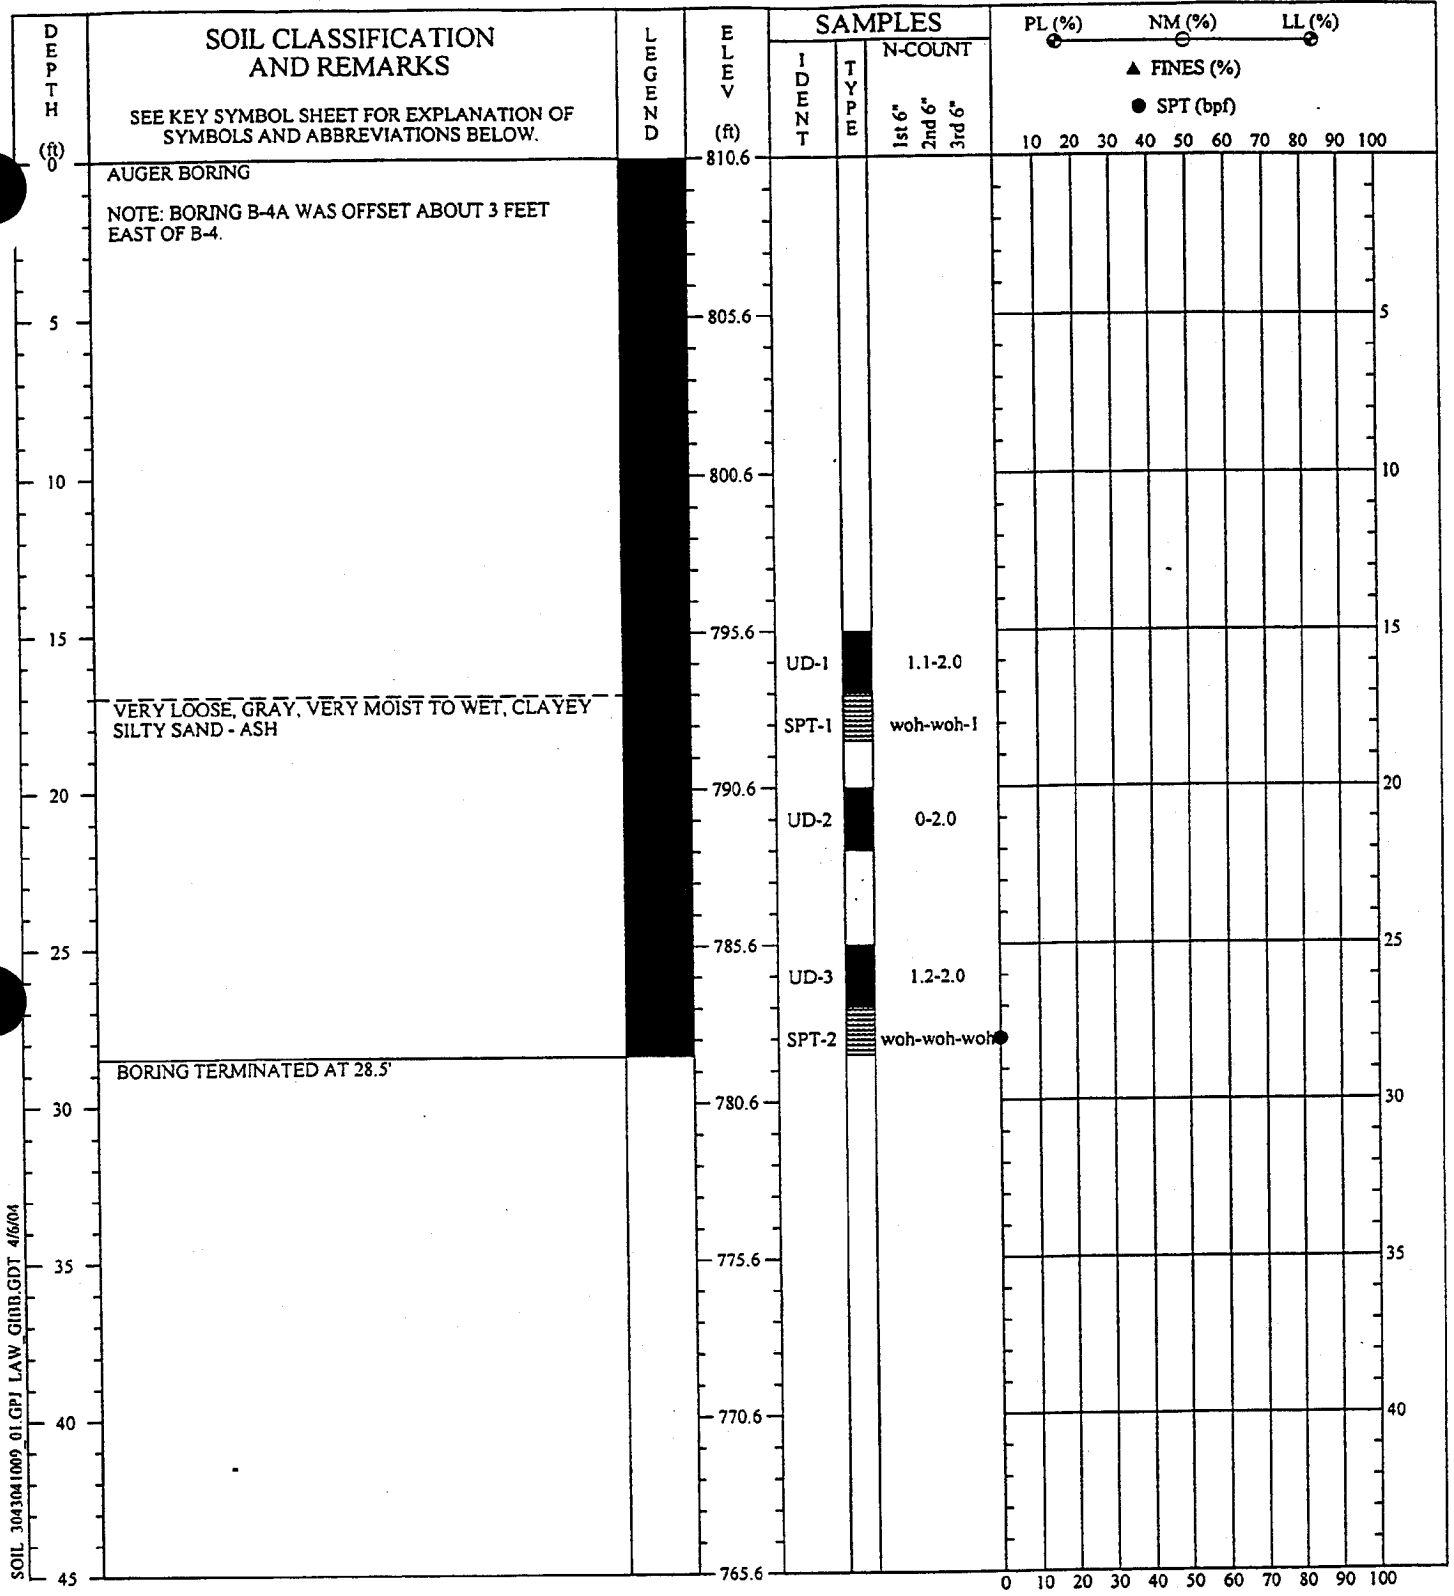 DEPTH
(ft)
SOIL CLASSIFICATION
AND REMARKS
SEE KEY SYMBOL SHEET FOR EXPLANATION OF
SYMBOLS AND ABBREVIATIONS BELOW.
LEGEND
ELEV
(ft)
SAMPLES
IDENT
TYPE
N-COUNT
1st 6"
2nd 6"
3rd 6"
PL (%) NM (%) LL (%)
▲ FINES (%)
● SPT (bpf)
10 20 30 40 50 60 70 80 90 100
0
810.6
AUGER BORING
NOTE: BORING B-4A WAS OFFSET ABOUT 3 FEET
EAST OF B-4.
5
805.6
5
10
800.6
10
15
795.6
15
UD-1
1.1-2.0
VERY LOOSE, GRAY, VERY MOIST TO WET, CLAYEY
SILTY SAND - ASH
SPT-1
woh-woh-1
20
790.6
20
UD-2
0-2.0
25
785.6
25
UD-3
1.2-2.0
SPT-2
woh-woh-woh
BORING TERMINATED AT 28.5'
30
780.6
30
35
775.6
35
40
770.6
40
45
765.6
0 10 20 30 40 50 60 70 80 90 100
SOIL 3043041009_01.GPJ LAW_GIBB.GDT 4/6/04